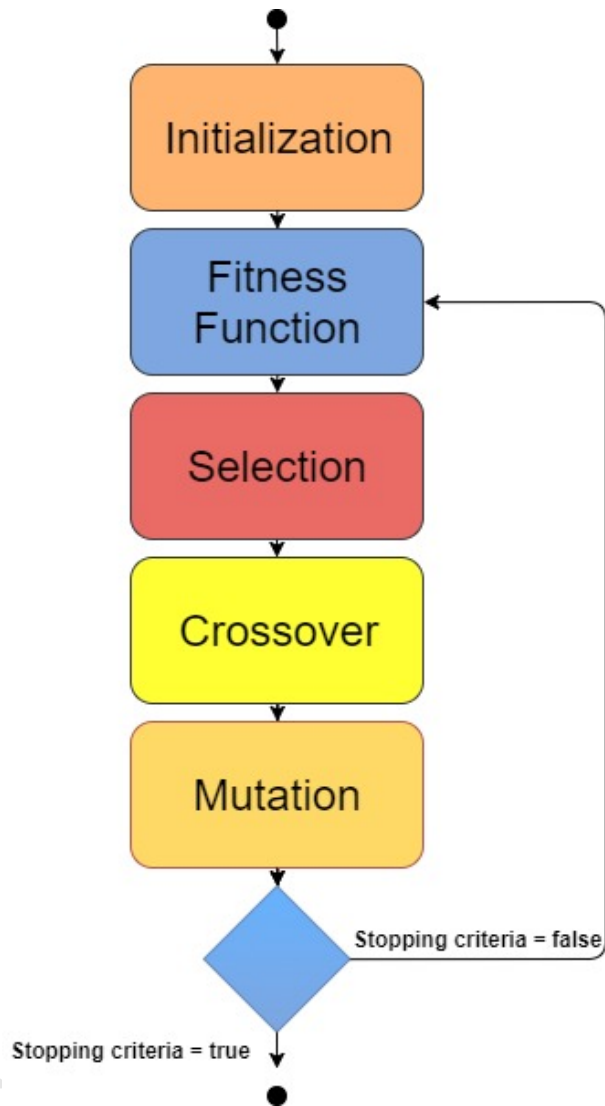 Initialization
Fitness
Function
Selection
Crossover
Mutation
Stopping criteria = false
Stopping criteria = true